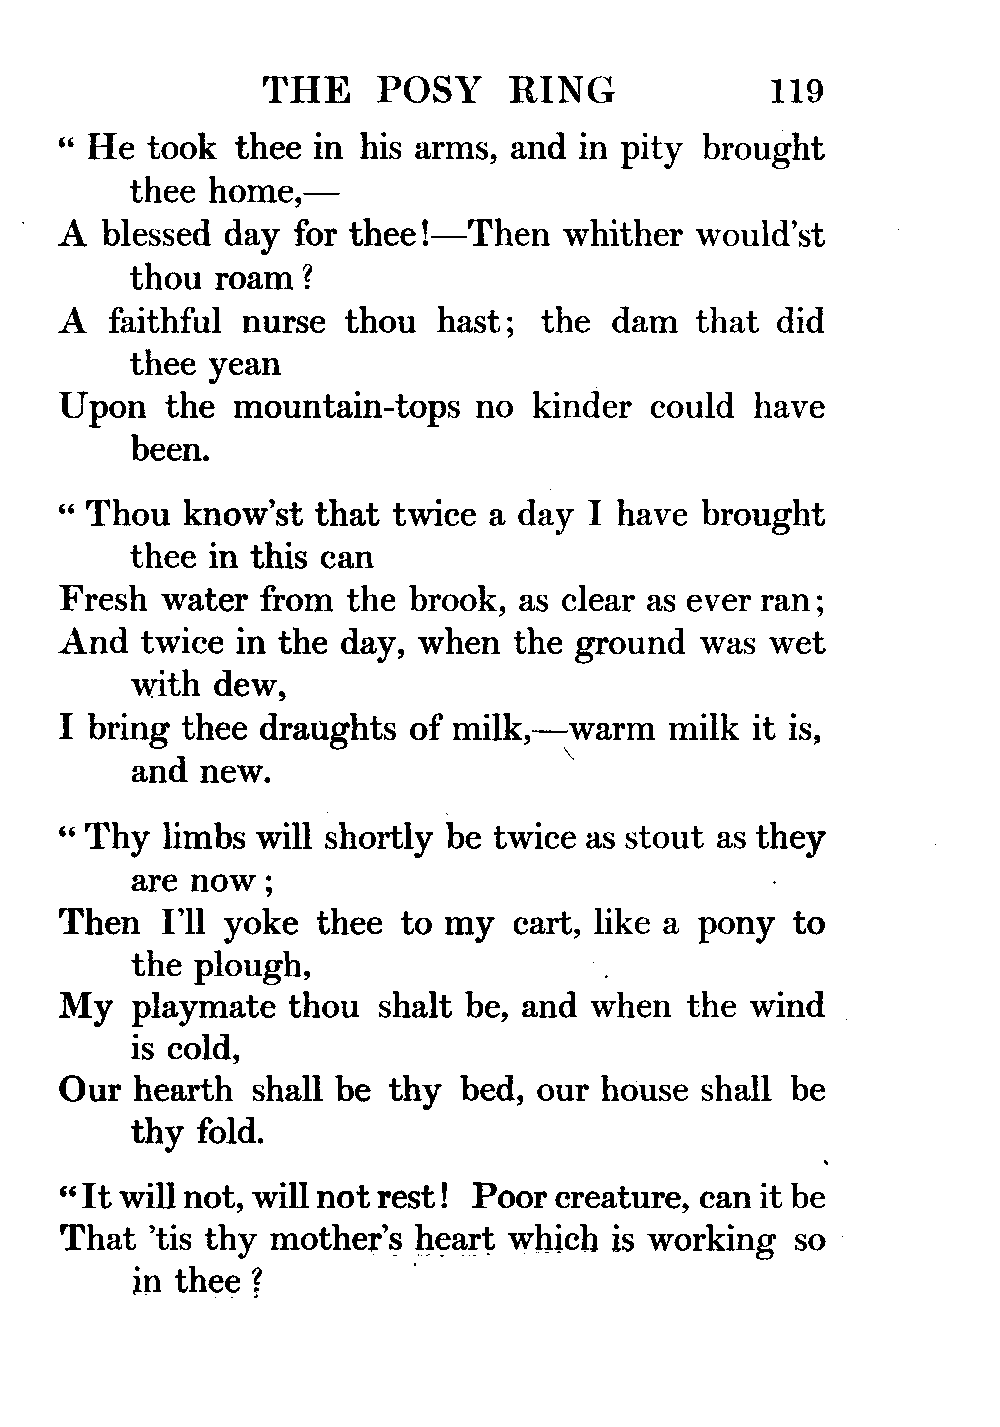 THE POSY RING 119
“ He took thee in his arms, and in pity brought
thee home,—
A blessed day for thee!—Then whither would'st
thou roam ?
A faithful nurse thou hast; the dam that did
thee yean
Upon the mountain-tops no kinder could have
been.
“ Thou know'st that twice a day I have brought
thee in this can
Fresh water from the brook, as clear as ever ran;
And twice in the day, when the ground was wet
with dew,
I bring thee draughts of milk,—warm milk it is,
and new.
“ Thy limbs will shortly be twice as stout as they
are now ;
Then I'll yoke thee to my cart, like a pony to
the plough,
My playmate thou shalt be, and when the wind
is cold,
Our hearth shall be thy bed, our house shall be
thy fold.
“It will not, will not rest! Poor creature, can it be
That 'tis thy mother's heart which is working so
in thee ?